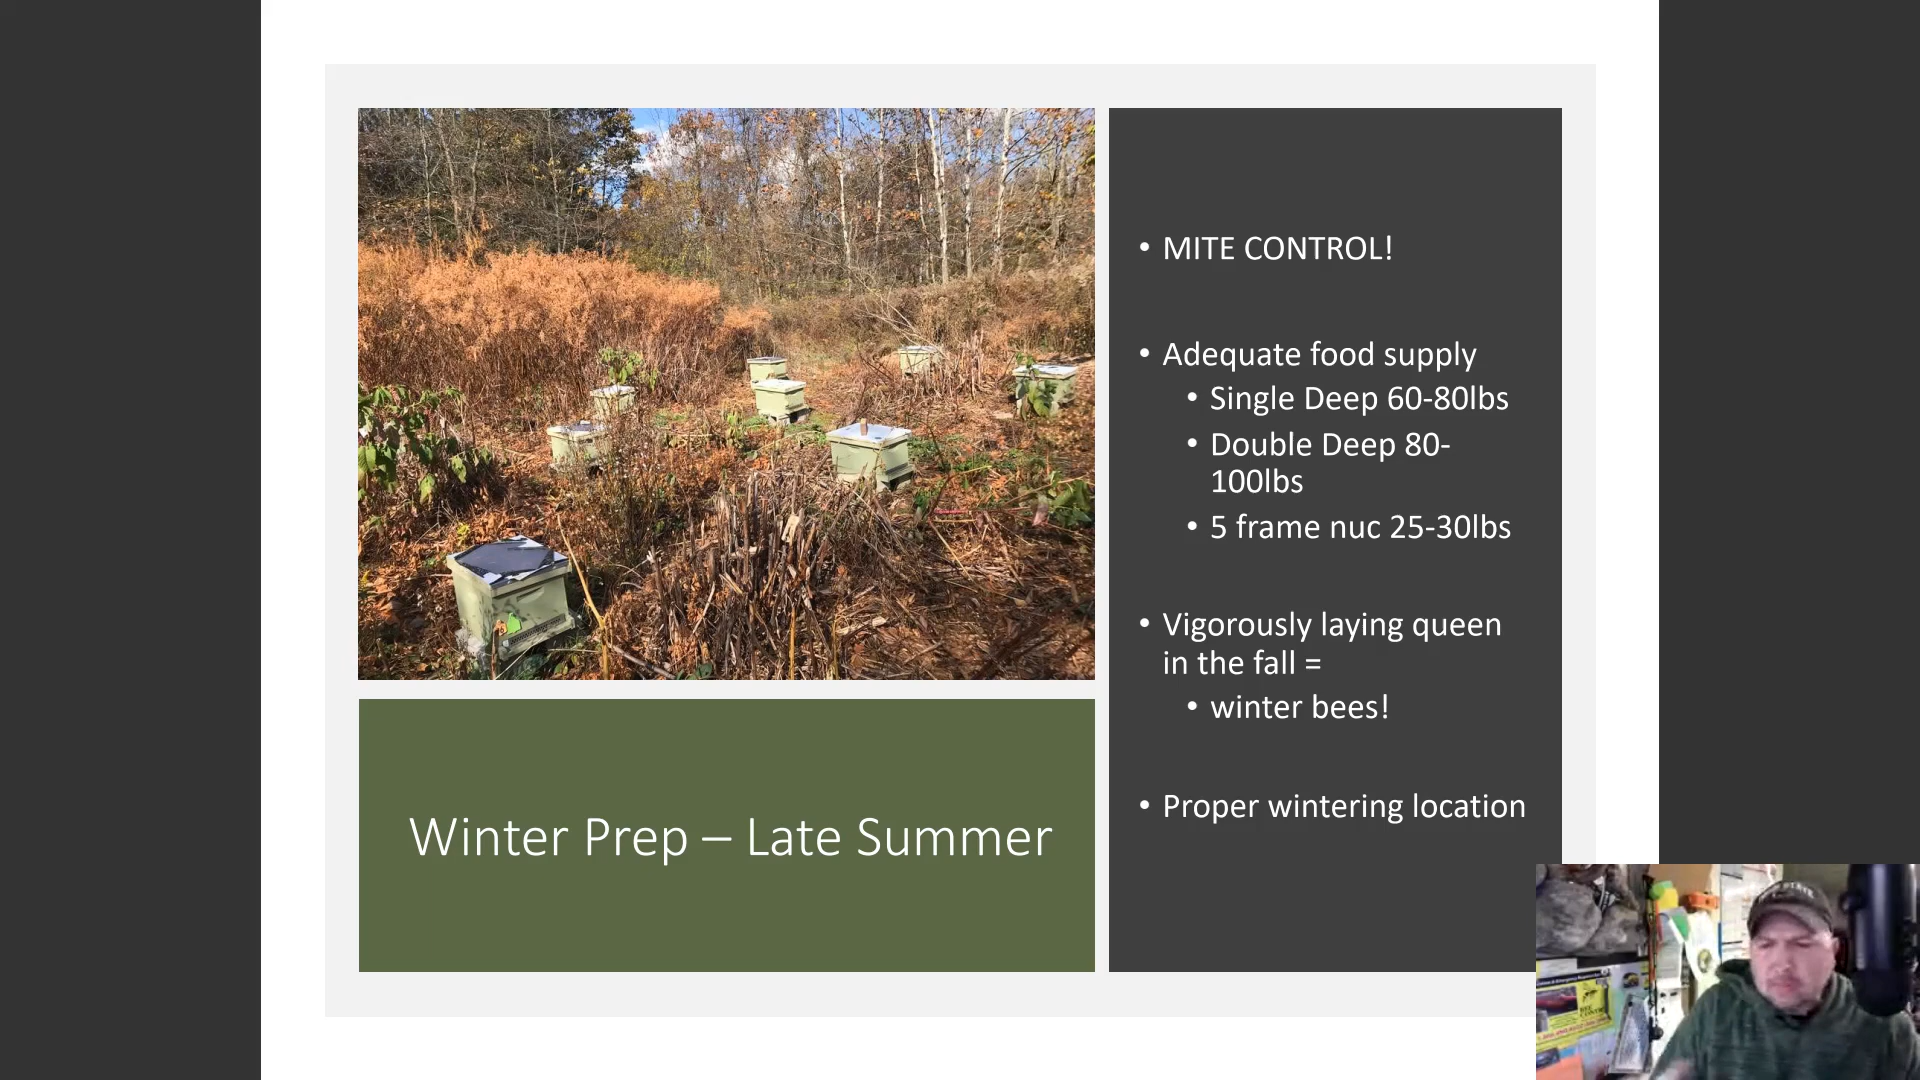 • MITE CONTROL!
• Adequate food supply
• Single Deep 60-80lbs
• Double Deep 80-
100lbs
• 5 frame nuc 25-30lbs
• Vigorously laying queen
in the fall =
• winter bees!
• Proper wintering location
Winter Prep – Late Summer